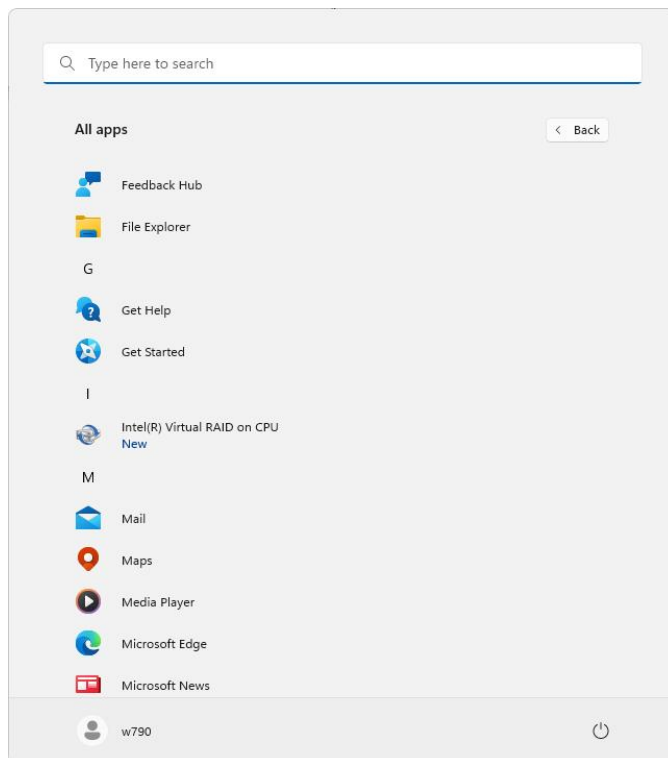 Type here to search
All apps
Back
Feedback Hub
File Explorer
G
Get Help
Get Started
I
Intel(R) Virtual RAID on CPU
New
M
Mail
Maps
Media Player
Microsoft Edge
Microsoft News
w790